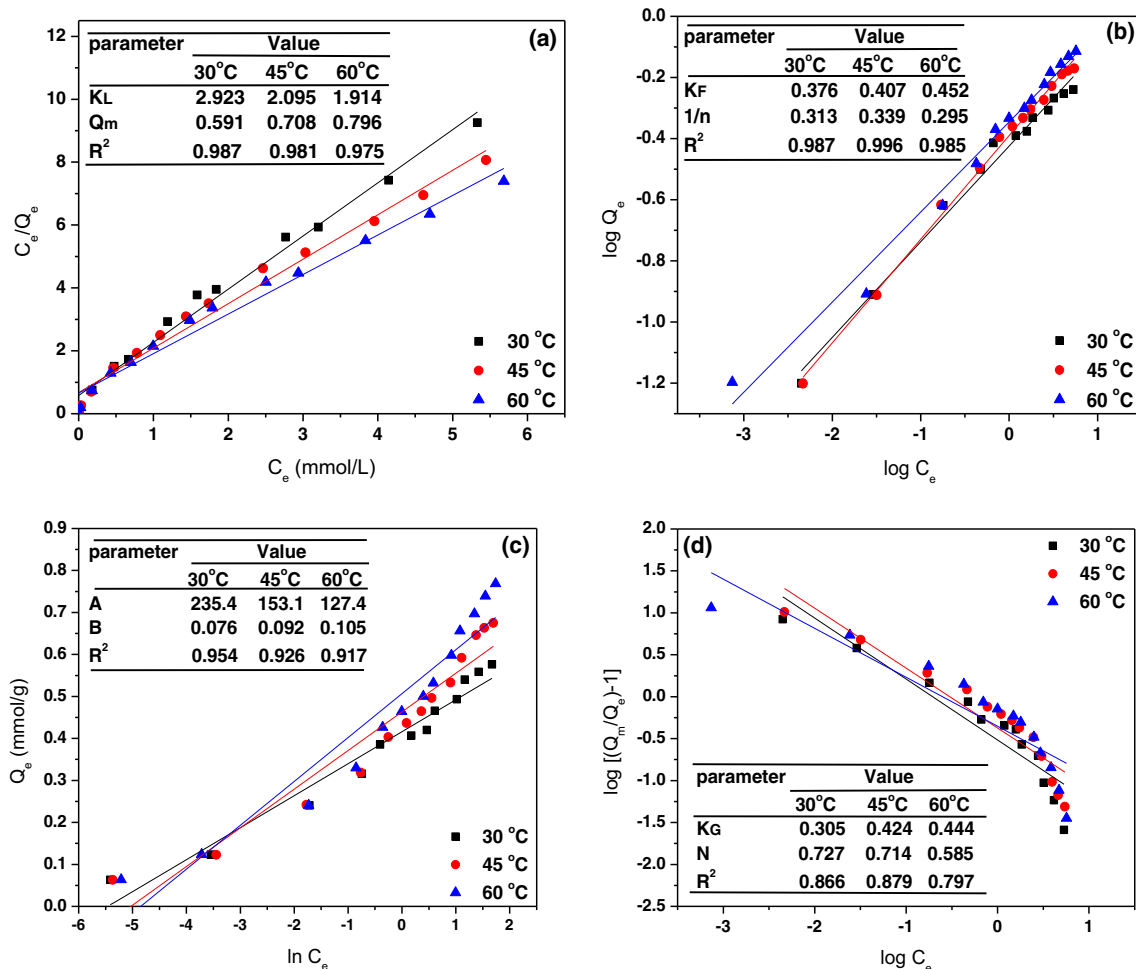 (a)
parameter Value
30°C 45°C 60°C
KL 2.923 2.095 1.914
Qm 0.591 0.708 0.796
R² 0.987 0.981 0.975
12
10
8
6
4
2
0
C_e/Q_e
30 °C
45 °C
60 °C
0 1 2 3 4 5 6
C_e (mmol/L)
(b)
parameter Value
30°C 45°C 60°C
KF 0.376 0.407 0.452
1/n 0.313 0.339 0.295
R² 0.987 0.996 0.985
0.0
-0.2
-0.4
-0.6
-0.8
-1.0
-1.2
log Q_e
30 °C
45 °C
60 °C
-3 -2 -1 0 1
log C_e
(c)
parameter Value
30°C 45°C 60°C
A 235.4 153.1 127.4
B 0.076 0.092 0.105
R² 0.954 0.926 0.917
0.9
0.8
0.7
0.6
0.4
0.3
0.2
0.1
0.0
Q_e (mmol/g)
30 °C
45 °C
60 °C
-6 -5 -4 -3 -2 -1 0 1 2
ln C_e
(d)
30 °C
45 °C
60 °C
2.0
1.5
1.0
0.5
0.0
-0.5
-1.0
-1.5
-2.0
-2.5
log [(Q_m/Q_e)-1]
parameter Value
30°C 45°C 60°C
KG 0.305 0.424 0.444
N 0.727 0.714 0.585
R² 0.866 0.879 0.797
-3 -2 -1 0 1
log C_e